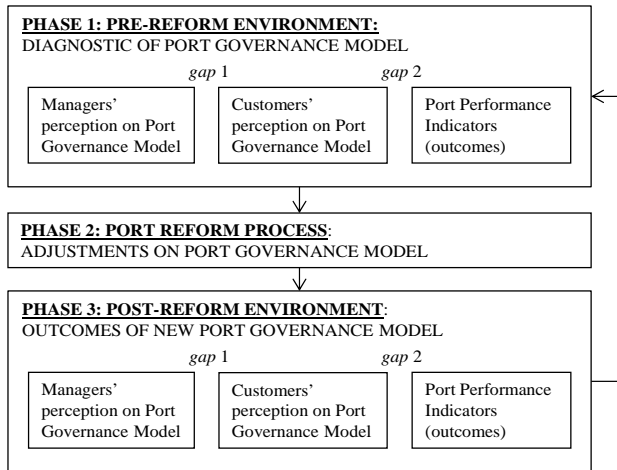 PHASE 1: PRE-REFORM ENVIRONMENT:
DIAGNOSTIC OF PORT GOVERNANCE MODEL
gap 1
gap 2
Managers’
perception on Port
Governance Model
Customers’
perception on Port
Governance Model
Port Performance
Indicators
(outcomes)
PHASE 2: PORT REFORM PROCESS:
ADJUSTMENTS ON PORT GOVERNANCE MODEL
PHASE 3: POST-REFORM ENVIRONMENT:
OUTCOMES OF NEW PORT GOVERNANCE MODEL
gap 1
gap 2
Managers’
perception on Port
Governance Model
Customers’
perception on Port
Governance Model
Port Performance
Indicators
(outcomes)